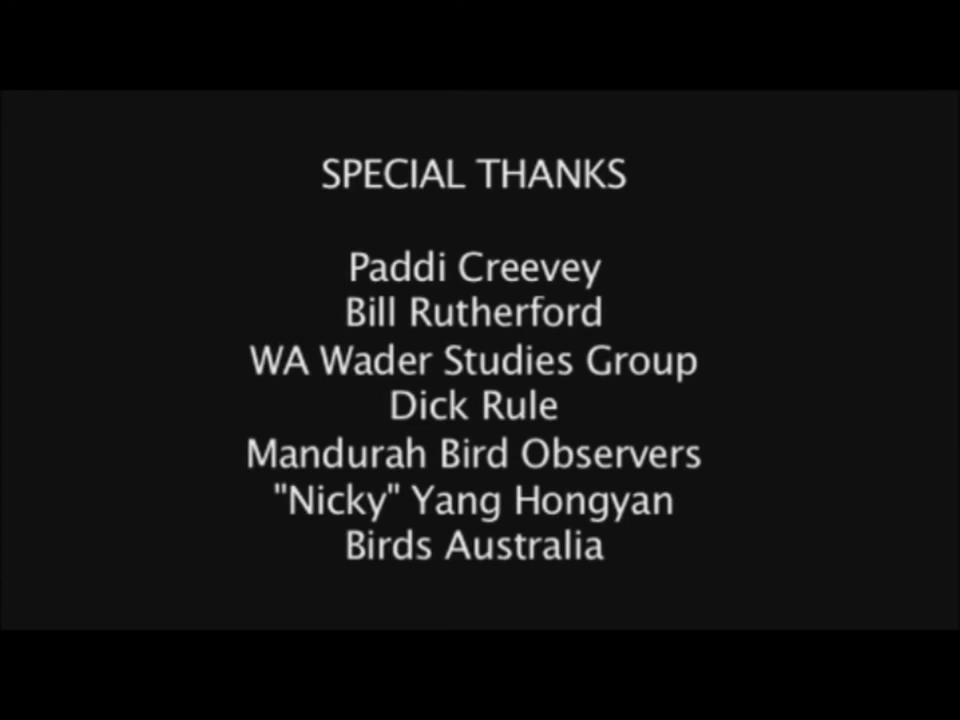 SPECIAL THANKS
Paddi Creevey
Bill Rutherford
WA Wader Studies Group
Dick Rule
Mandurah Bird Observers
"Nicky" Yang Hongyan
Birds Australia